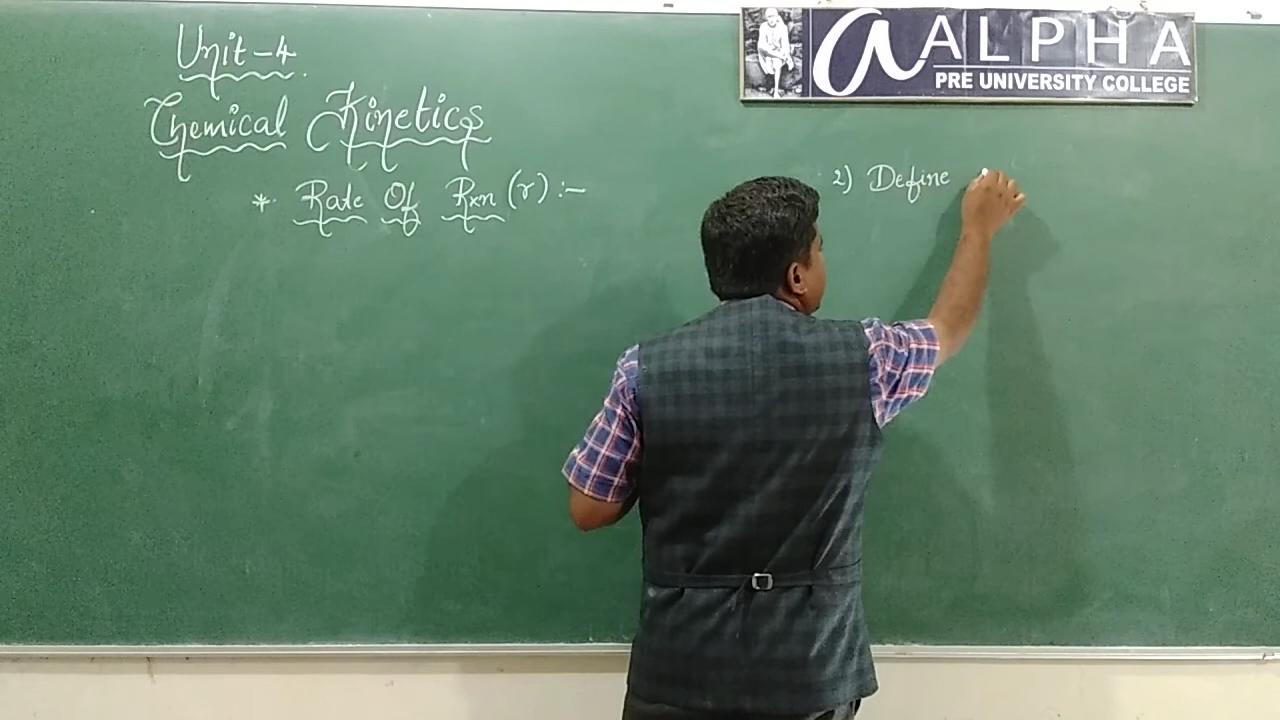 Unit-4
Chemical Kinetics
* Rate Of Rxn (r) :-
2) Define
ALPHA
PRE UNIVERSITY COLLEGE